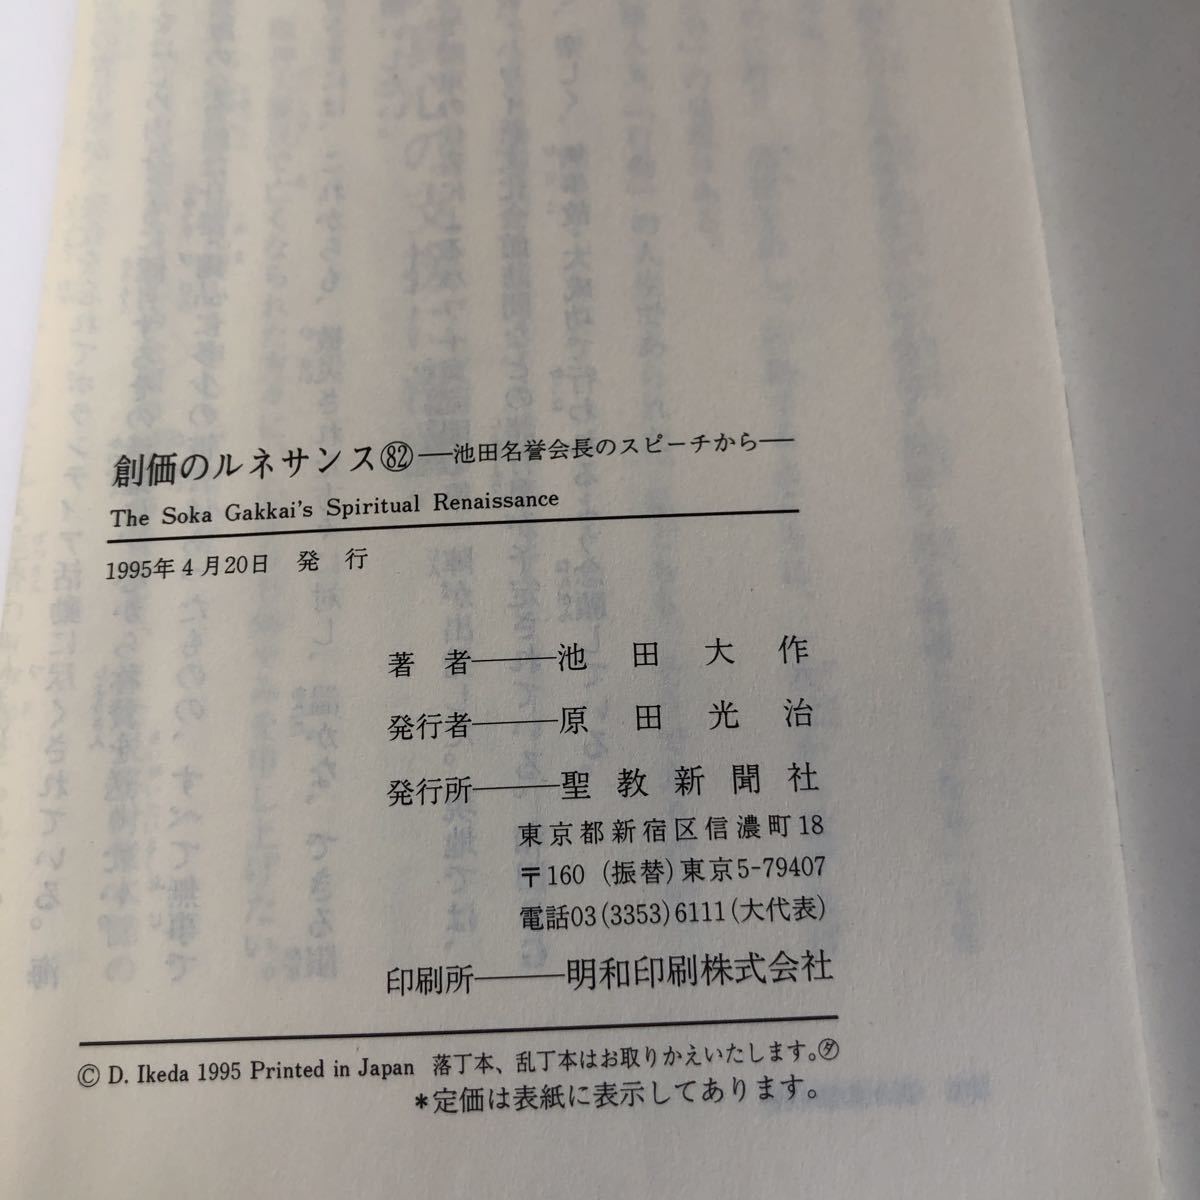 創価のルネサンス㉘—池田名誉会長のスピーチから—
The Soka Gakkai's Spiritual Renaissance
1995年4月20日 発 行
著 者———池 田 大 作
発行者———原 田 光 治
発行所———聖 教 新 聞 社
東京都新宿区信濃町18
〒160 (振替)東京5-79407
電話03(3353)6111(大代表)
印刷所———明和印刷株式会社
© D. Ikeda 1995 Printed in Japan 落丁本、乱丁本はお取りかえいたします。㋟
*定価は表紙に表示してあります。